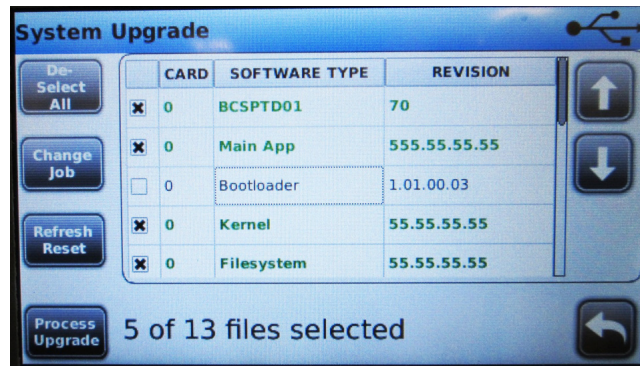 System Upgrade
De-
Select
All
CARD SOFTWARE TYPE REVISION
0 BCSPTD01 70
Change
Job
0 Main App 555.55.55.55
0 Bootloader 1.01.00.03
Refresh
Reset
0 Kernel 55.55.55.55
0 Filesystem 55.55.55.55
Process
Upgrade
5 of 13 files selected